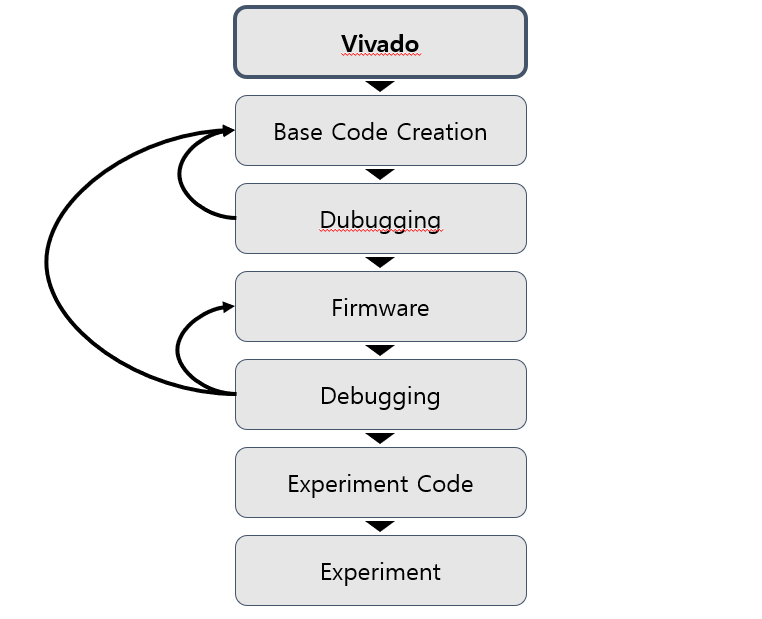 Vivado
Base Code Creation
Dubugging
Firmware
Debugging
Experiment Code
Experiment